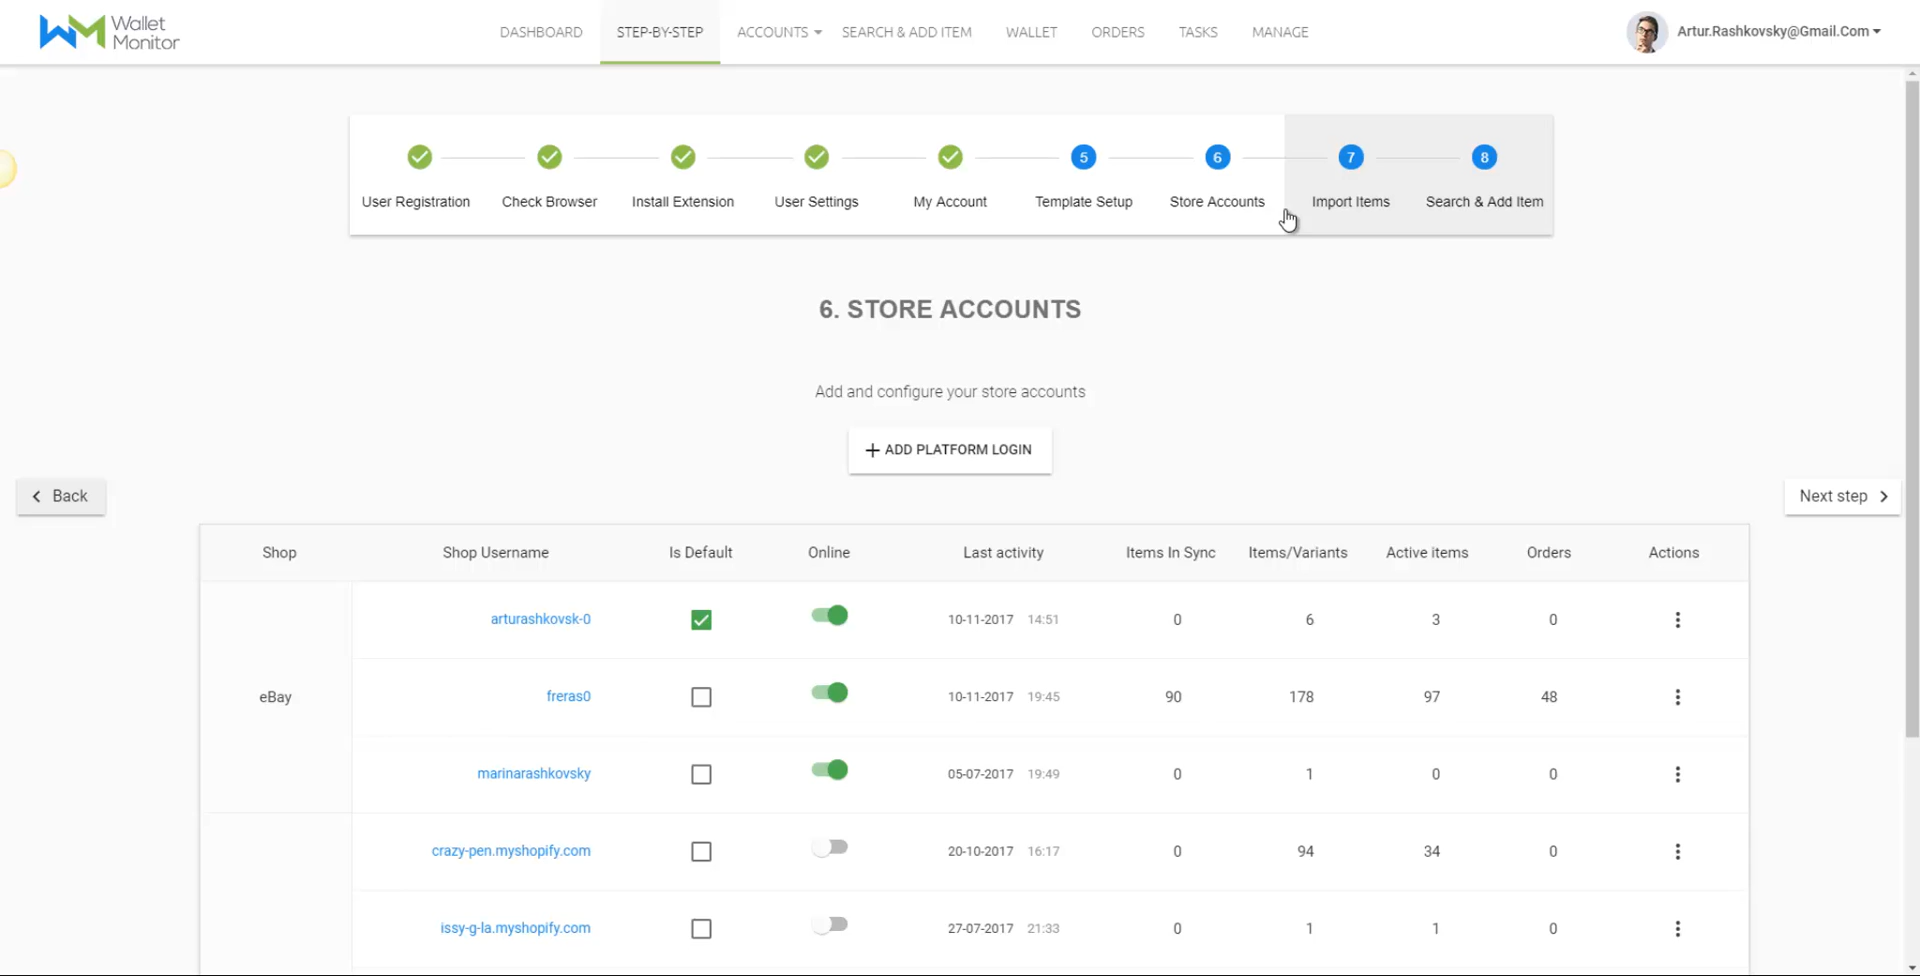 Wallet
Monitor
DASHBOARD STEP-BY-STEP ACCOUNTS SEARCH & ADD ITEM WALLET ORDERS TASKS MANAGE Artur.Rashkovsky@Gmail.Com
5 6 7 8
User Registration Check Browser Install Extension User Settings My Account Template Setup Store Accounts Import Items Search & Add Item
6. STORE ACCOUNTS
Add and configure your store accounts
+ ADD PLATFORM LOGIN
< Back
Next step >
Shop Shop Username Is Default Online Last activity Items In Sync Items/Variants Active items Orders Actions
arturashkovsk-0 10-11-2017 14:51 0 6 3 0
eBay freras0 10-11-2017 19:45 90 178 97 48
marinarashkovsky 05-07-2017 19:49 0 1 0 0
crazy-pen.myshopify.com 20-10-2017 16:17 0 94 34 0
issy-g-la.myshopify.com 27-07-2017 21:33 0 1 1 0